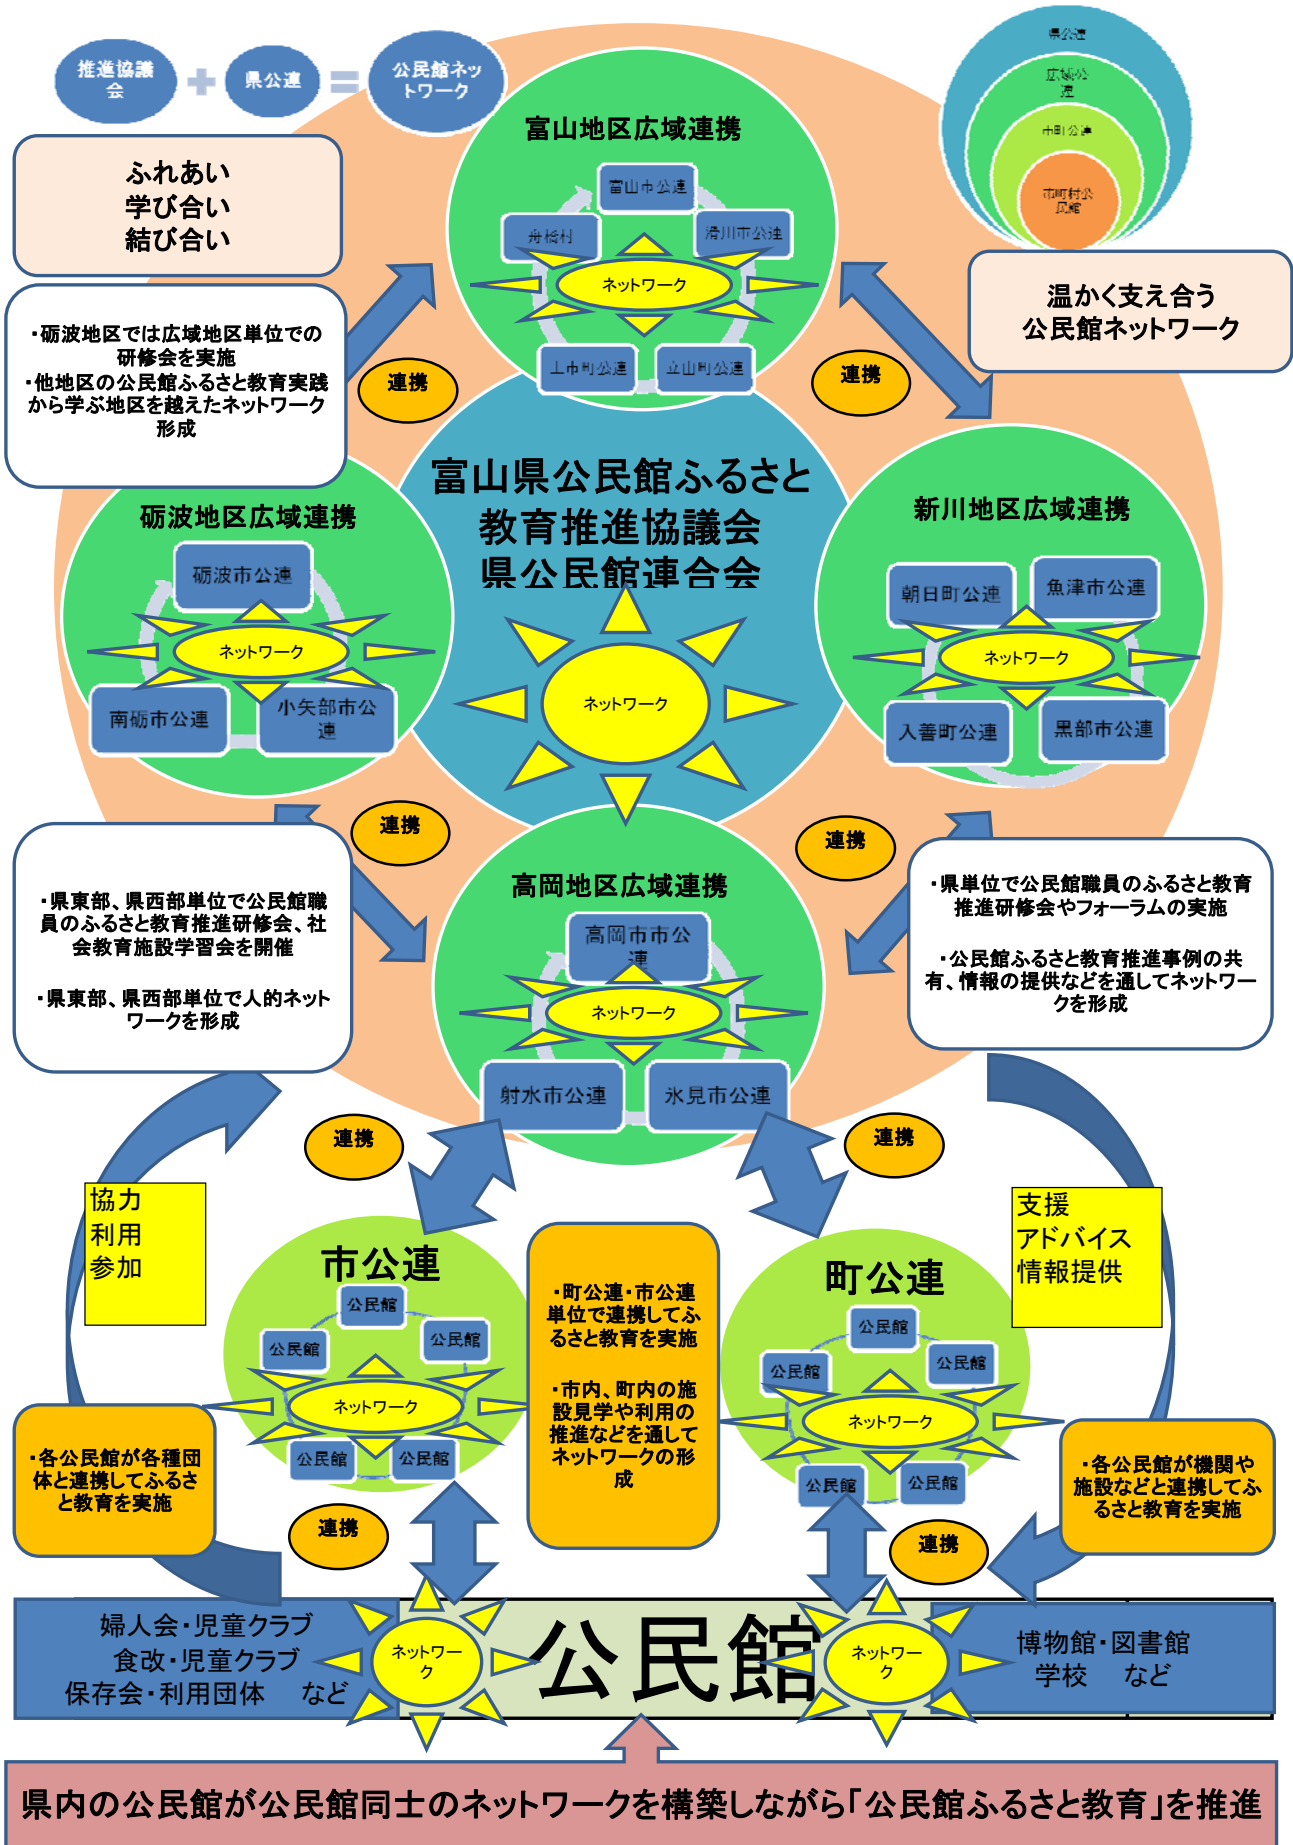 推進協議
会
県公連
公民館ネッ
トワーク
県公連
広域公
連
市町公連
市町村公
民館
ふれあい
学び合い
結び合い
富山地区広域連携
富山市公連
舟橋村
滑川市公連
ネットワーク
上市町公連
立山町公連
温かく支え合う
公民館ネットワーク
・砺波地区では広域地区単位での
研修会を実施
・他地区の公民館ふるさと教育実践
から学ぶ地区を越えたネットワーク
形成
連携
連携
富山県公民館ふるさと
教育推進協議会
県公民館連合会
ネットワーク
砺波地区広域連携
砺波市公連
ネットワーク
南砺市公連
小矢部市公
連
新川地区広域連携
朝日町公連
魚津市公連
ネットワーク
入善町公連
黒部市公連
連携
連携
・県東部、県西部単位で公民館職
員のふるさと教育推進研修会、社
会教育施設学習会を開催
・県東部、県西部単位で人的ネット
ワークを形成
高岡地区広域連携
高岡市市公
連
ネットワーク
射水市公連
氷見市公連
・県単位で公民館職員のふるさと教育
推進研修会やフォーラムの実施
・公民館ふるさと教育推進事例の共
有、情報の提供などを通してネットワー
クを形成
連携
連携
協力
利用
参加
支援
アドバイス
情報提供
市公連
公民館
公民館
公民館
ネットワーク
公民館
公民館
・町公連・市公連
単位で連携してふ
るさと教育を実施
・市内、町内の施
設見学や利用の
推進などを通して
ネットワークの形
成
町公連
公民館
公民館
公民館
ネットワーク
公民館
公民館
・各公民館が各種団
体と連携してふるさ
と教育を実施
・各公民館が機関や
施設などと連携してふ
るさと教育を実施
連携
連携
婦人会・児童クラブ
食改・児童クラブ
保存会・利用団体　など
ネットワー
ク
公民館
ネットワー
ク
博物館・図書館
学校　など
県内の公民館が公民館同士のネットワークを構築しながら「公民館ふるさと教育」を推進